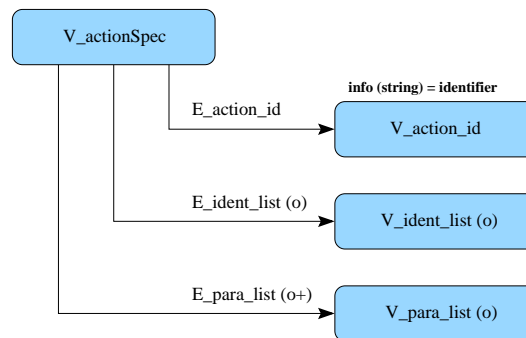 V_actionSpec
info (string) = identifier
E_action_id
V_action_id
E_ident_list (o)
V_ident_list (o)
E_para_list (o+)
V_para_list (o)